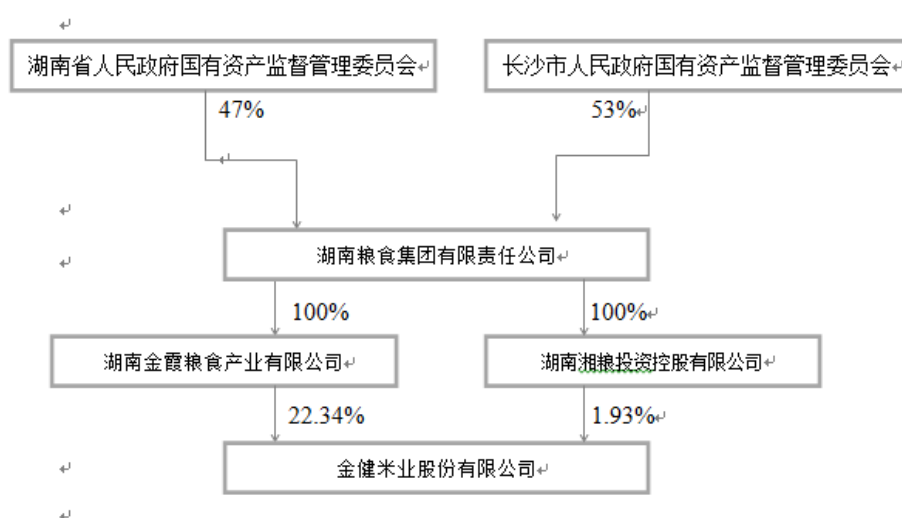 湖南省人民政府国有资产监督管理委员会
长沙市人民政府国有资产监督管理委员会
47%
53%
湖南粮食集团有限责任公司
100%
100%
湖南金霞粮食产业有限公司
湖南湘粮投资控股有限公司
22.34%
1.93%
金健米业股份有限公司